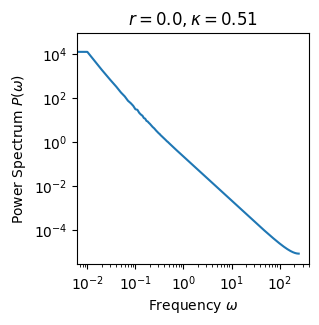 r = 0.0, κ = 0.51
Power Spectrum P(ω)
10⁴
10²
10⁰
10⁻²
10⁻⁴
10⁻² 10⁻¹ 10⁰ 10¹ 10²
Frequency ω